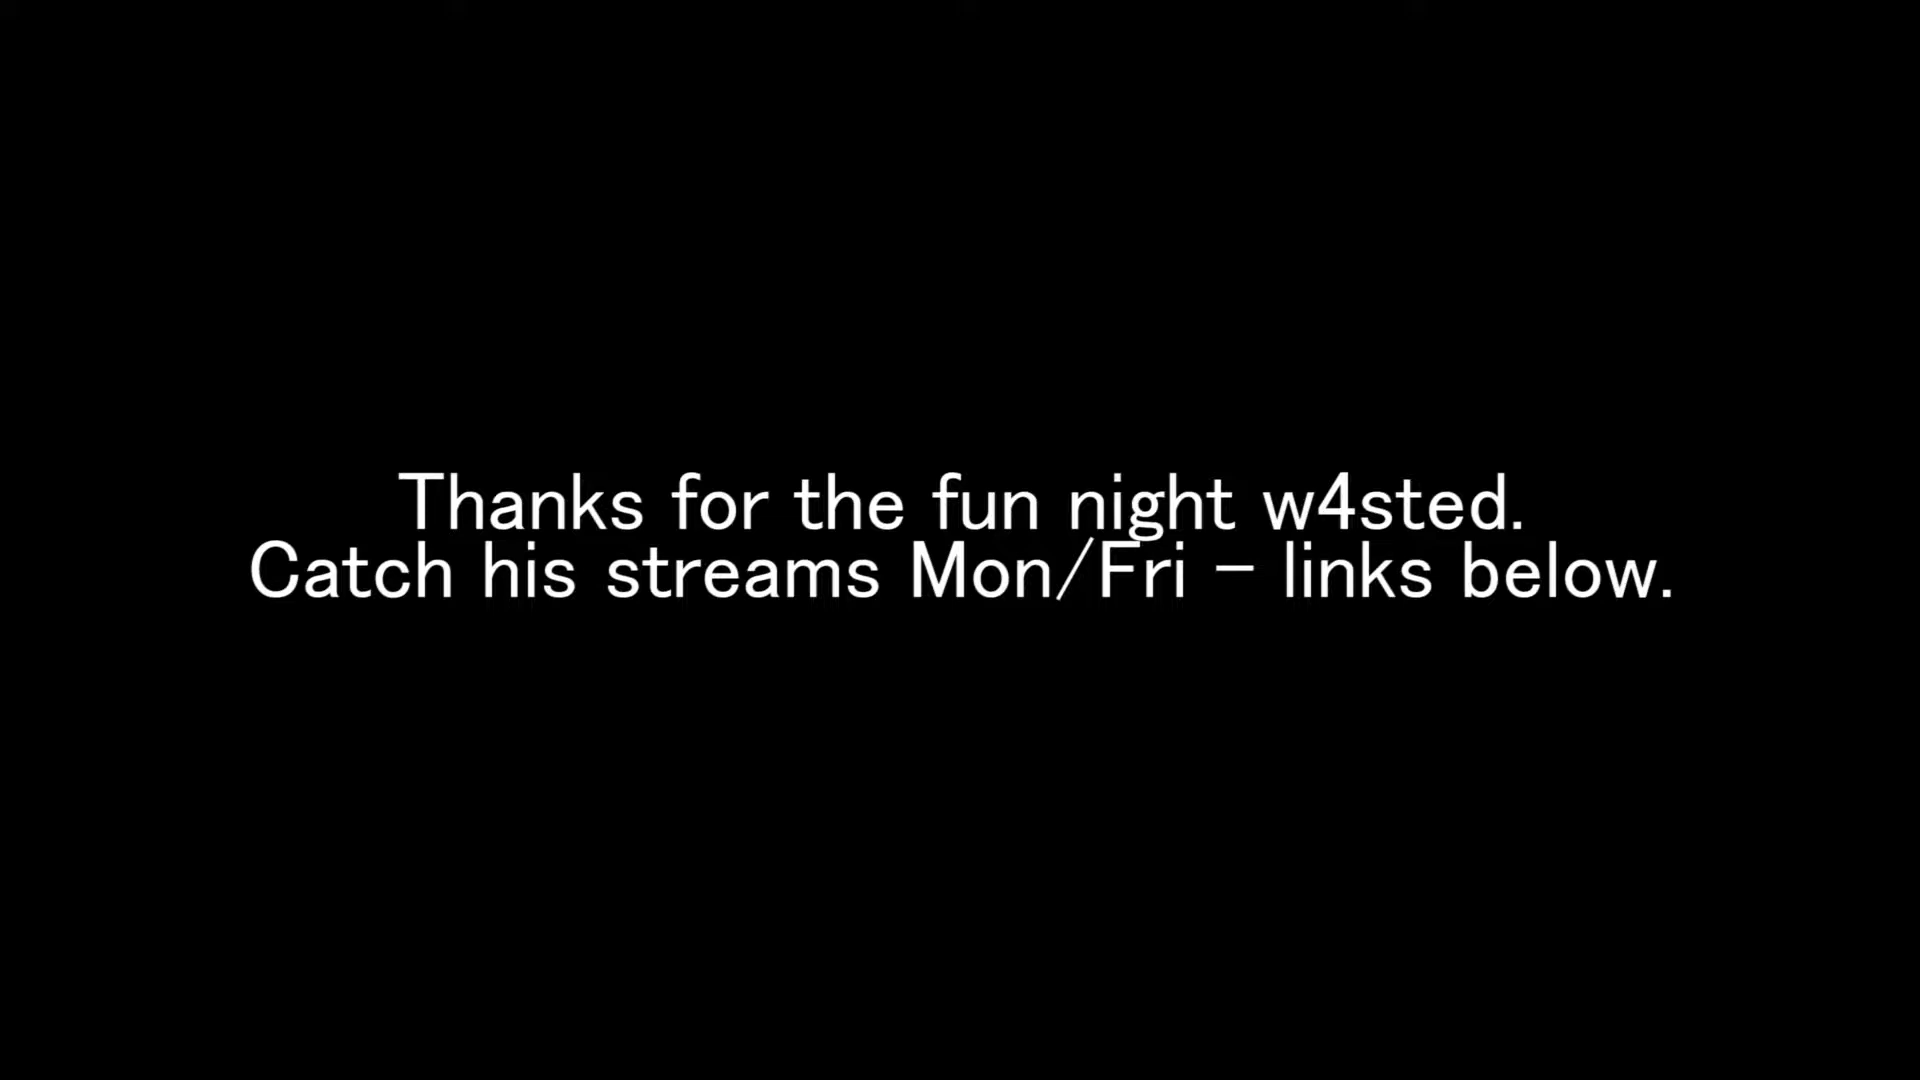 Thanks for the fun night w4sted.
Catch his streams Mon/Fri - links below.